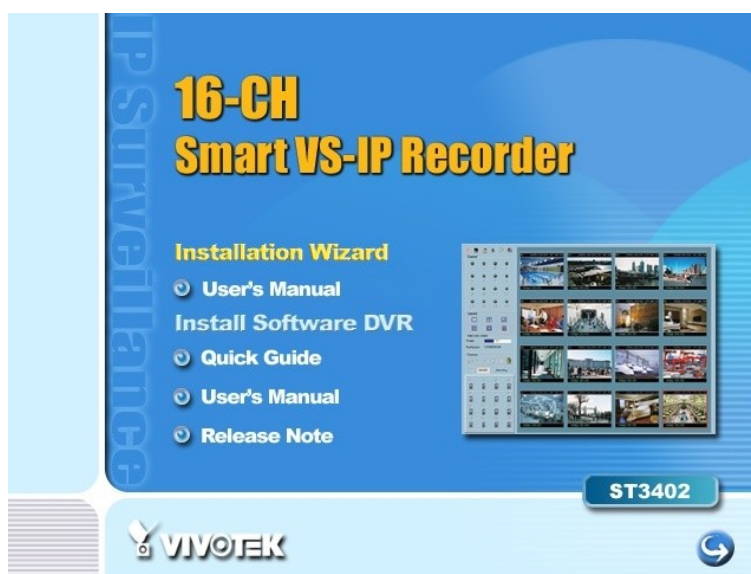 IP Surveillance
16-CH
Smart VS-IP Recorder
Installation Wizard
User's Manual
Install Software DVR
Quick Guide
User's Manual
Release Note
ST3402
VIVOTEK